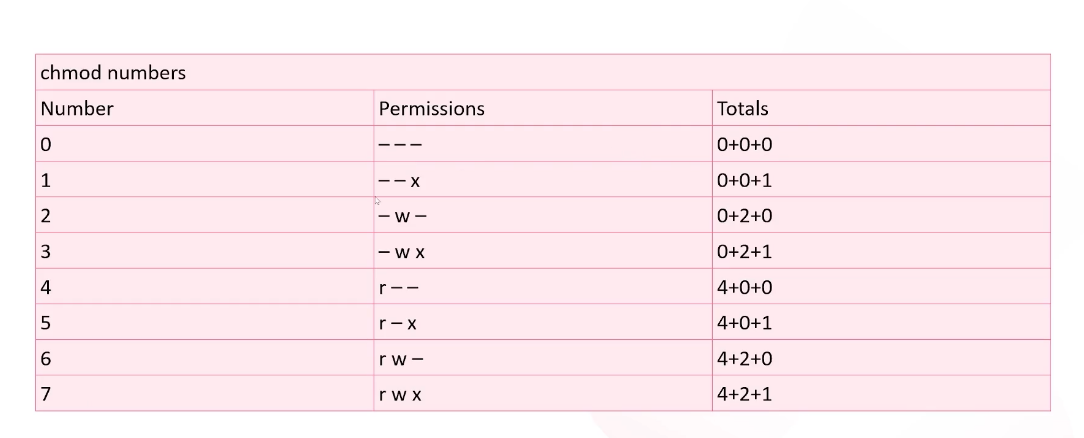 chmod numbers
Number Permissions Totals
0 – – – 0+0+0
1 – – x 0+0+1
2 – w – 0+2+0
3 – w x 0+2+1
4 r – – 4+0+0
5 r – x 4+0+1
6 r w – 4+2+0
7 r w x 4+2+1